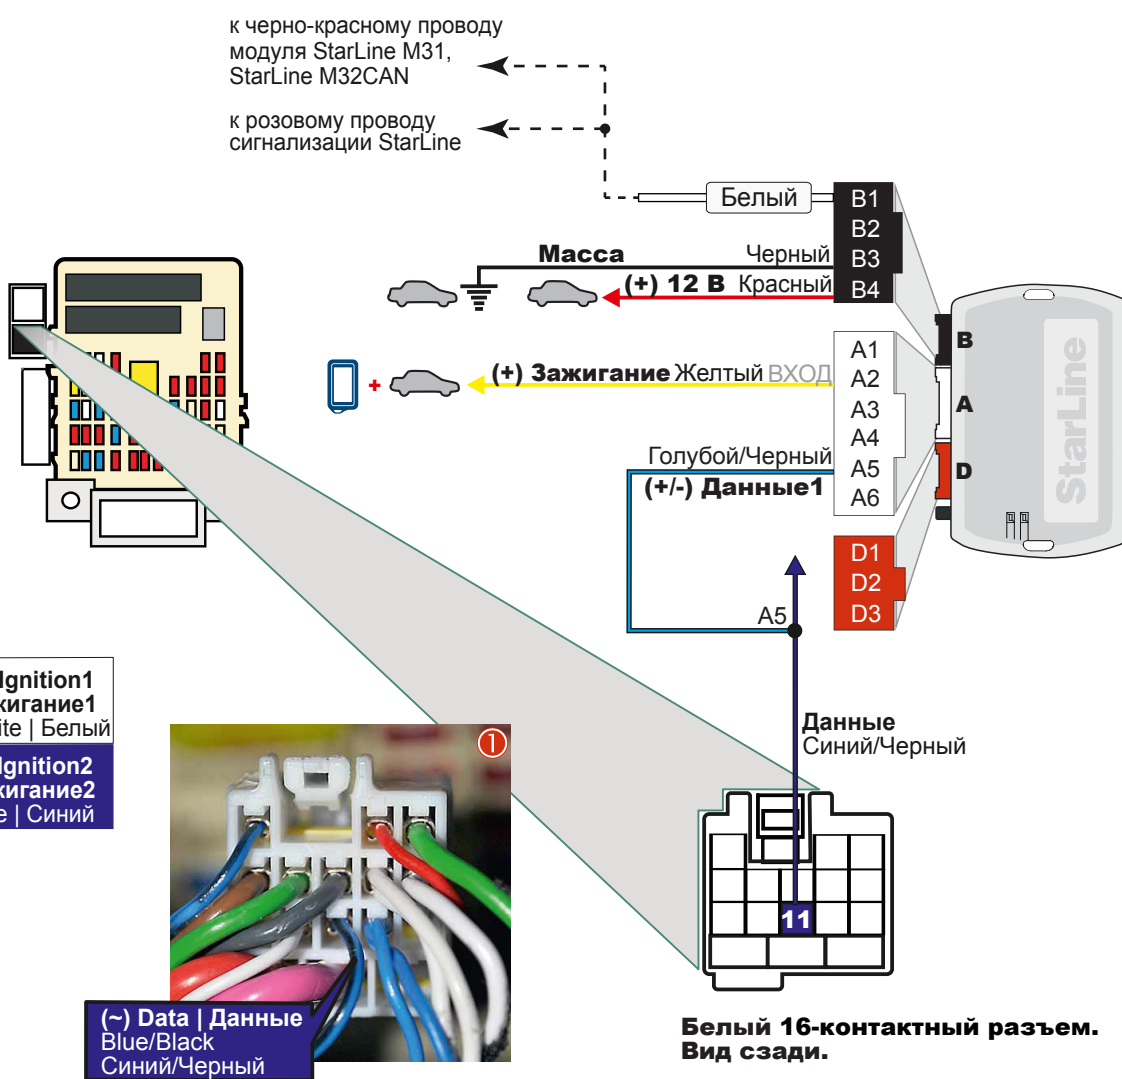 к черно-красному проводу
модуля StarLine M31,
StarLine M32CAN
к розовому проводу
сигнализации StarLine
Белый
B1
B2
Масса
Черный
B3
(+) 12 В Красный
B4
B
A1
(+) Зажигание Желтый ВХОД
A2
+
A3
A
A4
Голубой/Черный
A5
(+/-) Данные1
A6
D
StarLine
D1
D2
D3
A5
Ignition1
кигание1
ite | Белый
Ignition2
кигание2
e | Синий
Данные
Синий/Черный
1
11
(~) Data | Данные
Blue/Black
Синий/Черный
Белый 16-контактный разъем.
Вид сзади.